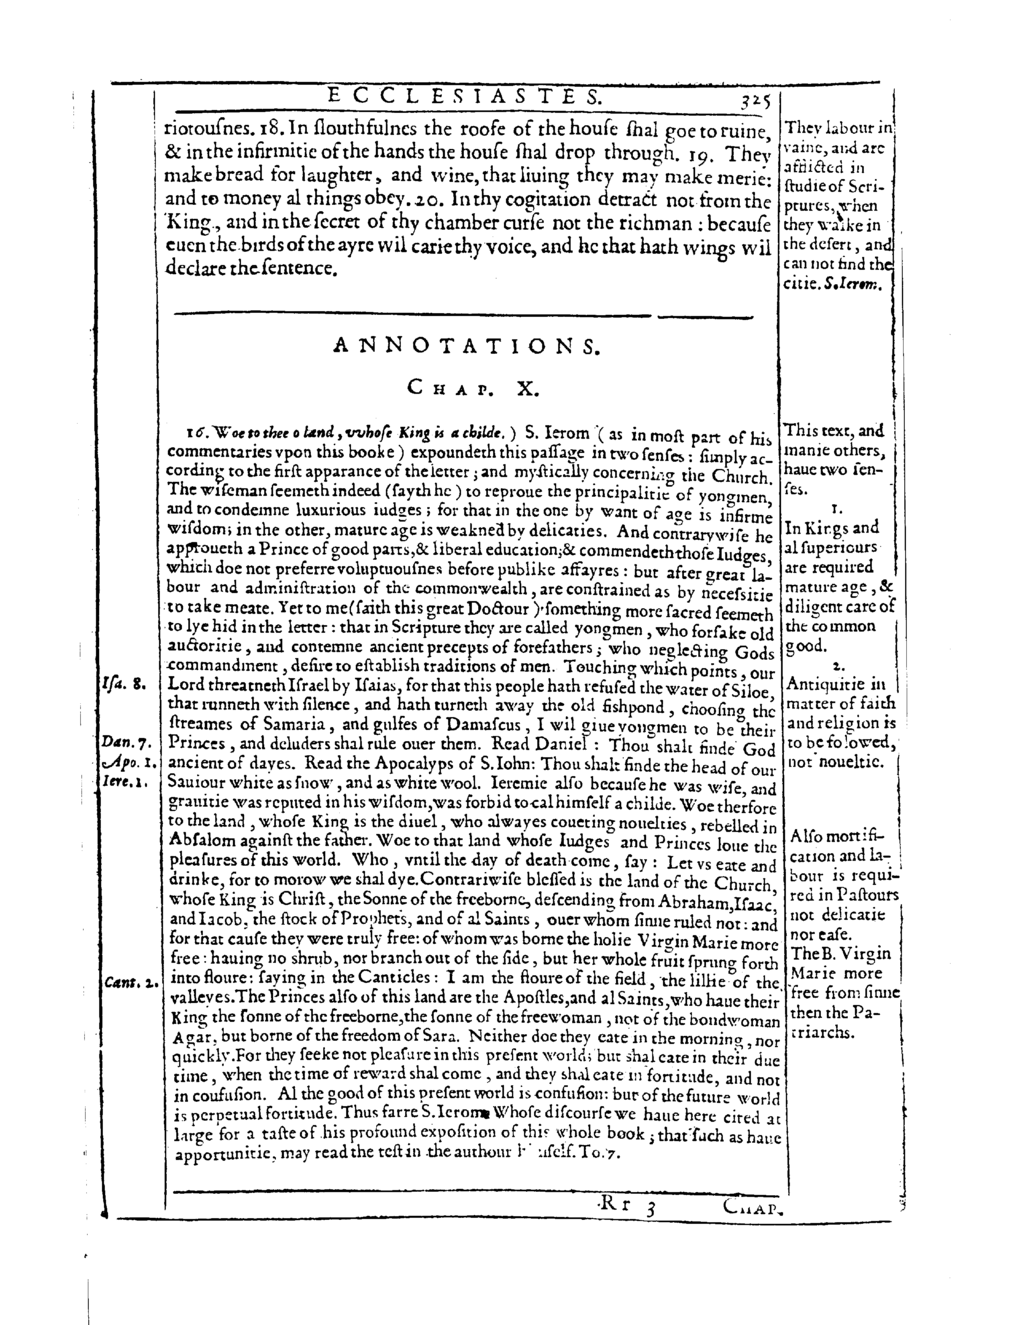 ECCLESIASTES. 325
riotouſnes. 18. In ſlouthfulnes the roofe of the houſe ſhal goe to ruine,
& in the infirmitie of the hands the houſe ſhal drop through. 19. They
make bread for laughter, and wine, that liuing they may make merie:
and to money al things obey. 20. In thy cogitation detract not from the
King, and in the ſecret of thy chamber curſe not the richman : becauſe
euen the birds of the ayre wil carie thy voice, and he that hath wings wil
declare the ſentence.
They labour in
vaine, and are
afflicted in
ſtudie of Scri-
ptures, when
they walke in
the deſert, and
can not find the
citie. S. Ierom.
ANNOTATIONS.
CHAP. X.
16. Woe to thee o land, vvhoſe King is a childe. ) S. Ierom ( as in moſt part of his
commentaries vpon this booke ) expoundeth this paſſage in two ſenſes : ſimply ac-
cording to the firſt apparance of the letter ; and myſtically concerning the Church.
The wiſeman ſeemeth indeed (ſayth he ) to reproue the principalitie of yongmen,
and to condemne luxurious iudges ; for that in the one by want of age is infirme
wiſdom; in the other, mature age is weakned by delicacies. And contrarywiſe he
approueth a Prince of good parts, & liberal education; & commendeth thoſe Iudges,
which doe not preferre voluptuouſnes before publike affayres : but after great la-
bour and adminiſtration of the commonwealth, are conſtrained as by neceſsitie
to take meate. Yet to me (ſaith this great Doctour ) ſomething more ſacred ſeemeth
to lye hid in the letter : that in Scripture they are called yongmen, who forſake old
auctoritie, and contemne ancient precepts of forefathers ; who neglecting Gods
commandment, deſire to eſtablish traditions of men. Touching which points, our
Lord threatneth Iſrael by Iſaias, for that this people hath refuſed the water of Siloe,
that runneth with ſilence, and hath turneth away the old fishpond, chooſing the
ſtreames of Samaria, and gulfes of Damaſcus, I wil giue yongmen to be their
Princes, and deluders shal rule ouer them. Read Daniel : Thou shalt finde God
ancient of dayes. Read the Apocalyps of S. Iohn: Thou shalt finde the head of our
Sauiour white as ſnow, and as white wool. Ieremie alſo becauſe he was wiſe, and
grauitie was reputed in his wiſdom, was forbid to cal himſelf a childe. Woe therfore
to the land, whoſe King is the diuel, who alwayes coueting nouelties, rebelled in
Abſalom againſt the father. Woe to that land whoſe Iudges and Princes loue the
pleaſures of this world. Who, vntil the day of death come, ſay : Let vs eate and
drinke, for to morow we shal dye. Contrariwiſe bleſſed is the land of the Church,
whoſe King is Chriſt, the Sonne of the freeborne, deſcending from Abraham, Iſaac,
and Iacob, the ſtock of Prophets, and of al Saints, ouer whom ſinne ruled not : and
for that cauſe they were truly free: of whom was borne the holie Virgin Marie more
free : hauing no shrub, nor branch out of the ſide, but her whole fruit ſprung forth
into floure: ſaying in the Canticles : I am the floure of the field, the lillie of the
valleyes. The Princes alſo of this land are the Apoſtles, and al Saints, who haue their
King the ſonne of the freeborne, the ſonne of the freewoman, not of the bondwoman
Agar, but borne of the freedom of Sara. Neither doe they eate in the morning, nor
quickly. For they ſeeke not pleaſure in this preſent world; but shal eate in their due
time, when the time of reward shal come, and they shal eate in fortitude, and not
in confuſion. Al the good of this preſent world is confuſion: but of the future world
is perpetual fortitude. Thus farre S. Ierom. Whoſe diſcourſe we haue here cited at
large for a taſte of his profound expoſition of this whole book ; that ſuch as haue
apportunitie, may read the reſt in the authour To. 7.
Iſa. 8.
Dan. 7.
Apo. 1.
Iere. 1.
Cant. 2.
This text, and
manie others,
haue two ſen-
ſes.
1.
In Kings and
al ſuperiours
are required
mature age, &
diligent care of
the common
good.
2.
Antiquitie in
matter of faith
and religion is
to be folowed,
not noueltie.
Alſo mortifi-
cation and la-
bour is requi-
red in Paſtours
not delicatie
nor eaſe.
The B. Virgin
Marie more
free from ſinne
then the Pa-
triarchs.
Rr 3 CHAP.